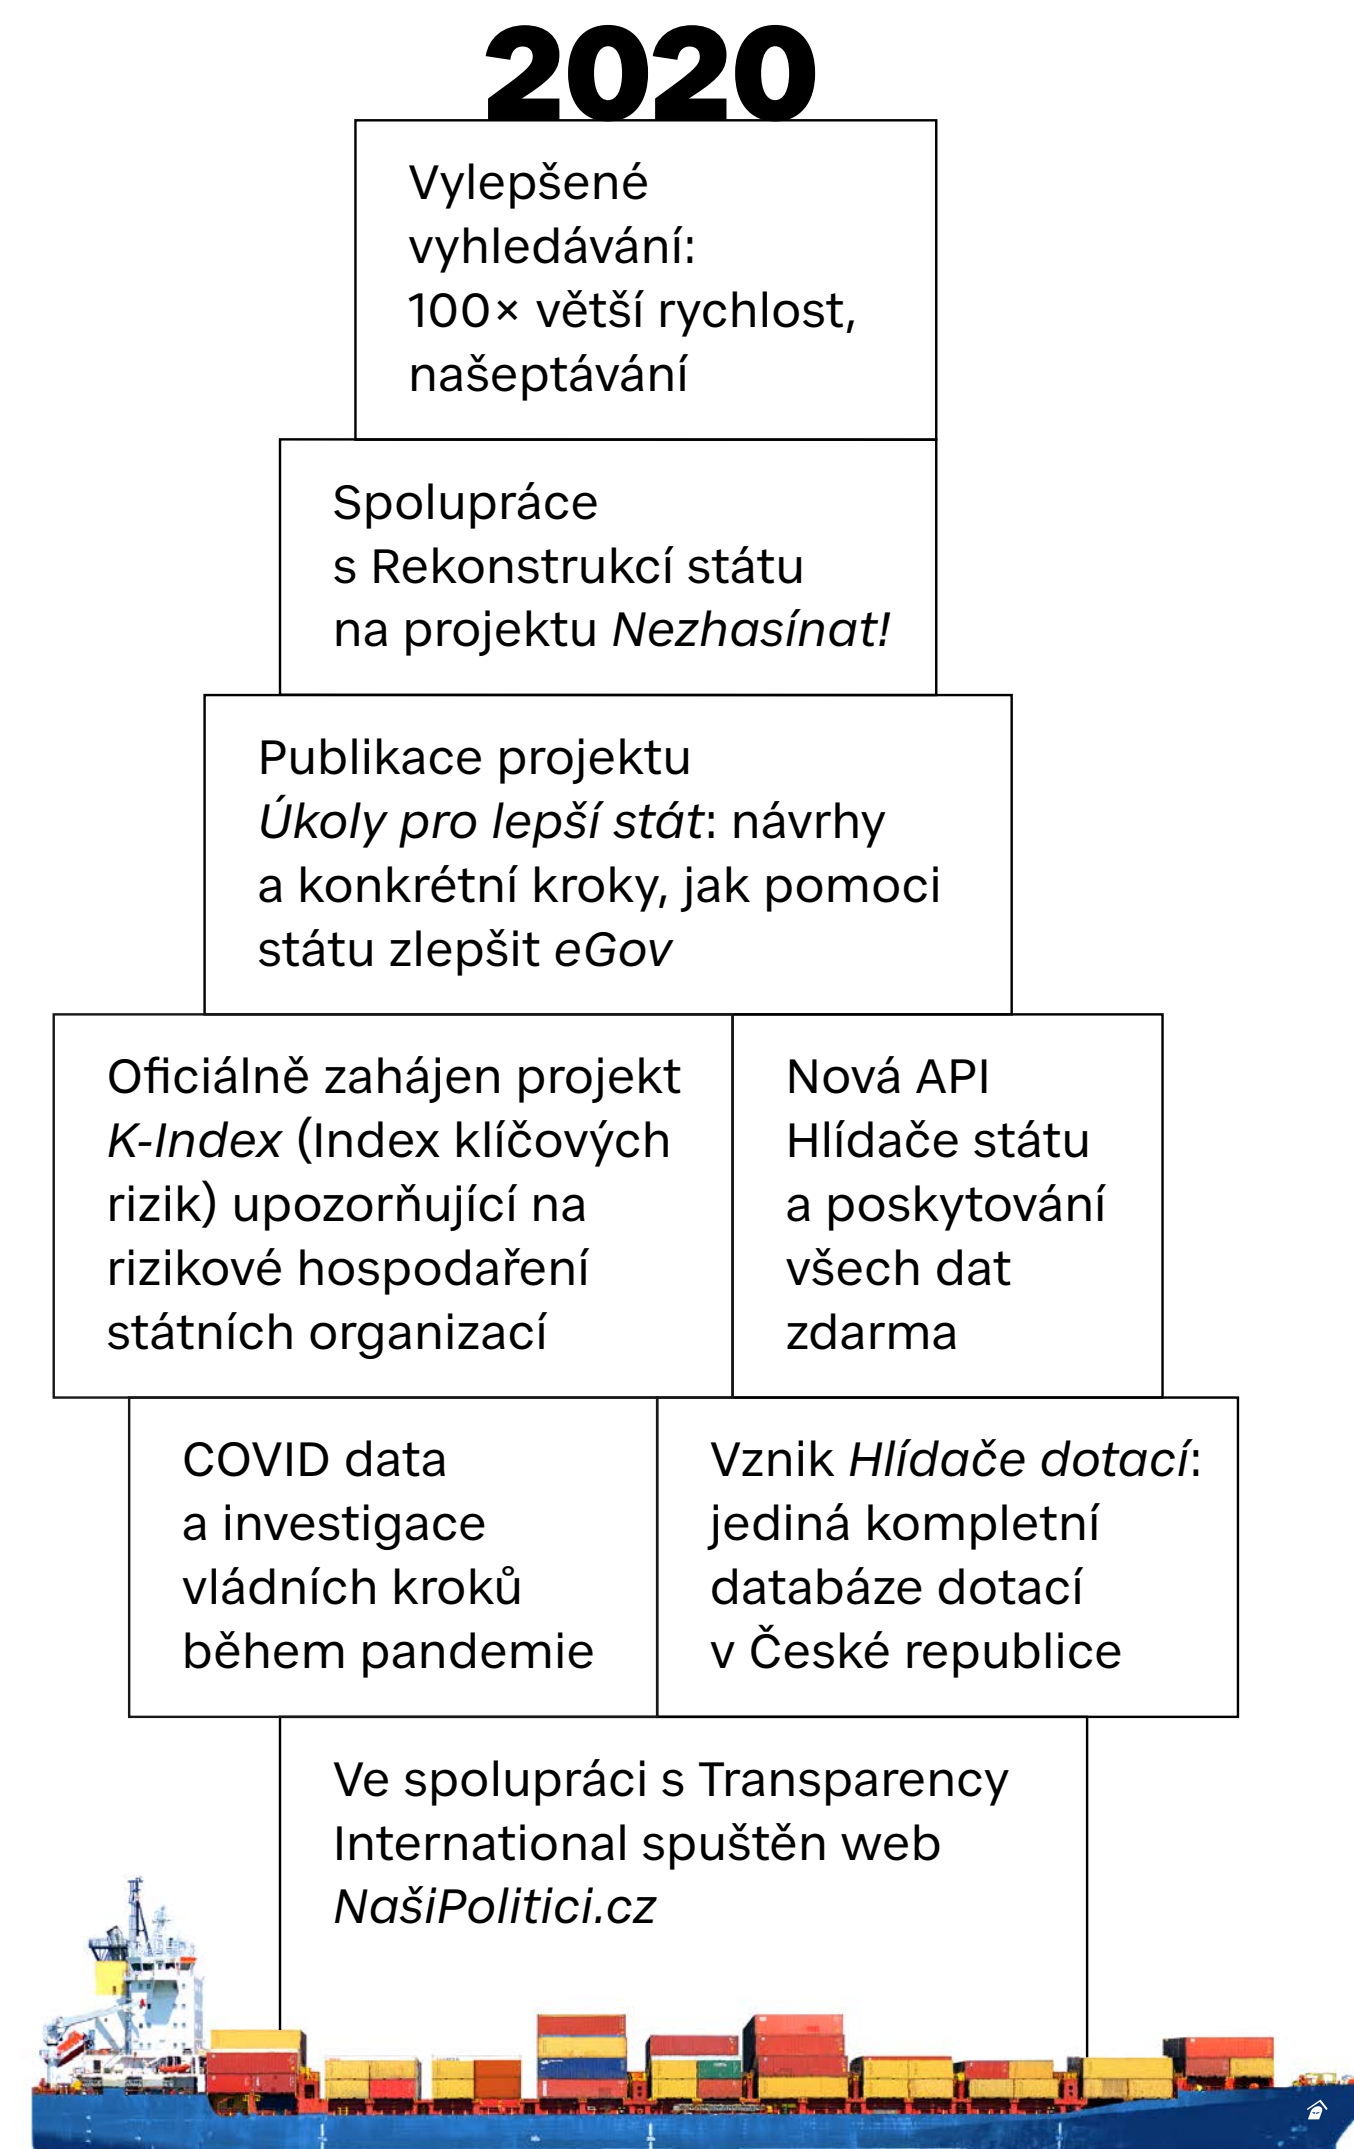 2020
Vylepšené
vyhledávání:
100× větší rychlost,
našeptávání
Spolupráce
s Rekonstrukcí státu
na projektu Nezhasínat!
Publikace projektu
Úkoly pro lepší stát: návrhy
a konkrétní kroky, jak pomoci
státu zlepšit eGov
Oficiálně zahájen projekt
K-Index (Index klíčových
rizik) upozorňující na
rizikové hospodaření
státních organizací
Nová API
Hlídače státu
a poskytování
všech dat
zdarma
COVID data
a investigace
vládních kroků
během pandemie
Vznik Hlídače dotací:
jediná kompletní
databáze dotací
v České republice
Ve spolupráci s Transparency
International spuštěn web
NašiPolitici.cz